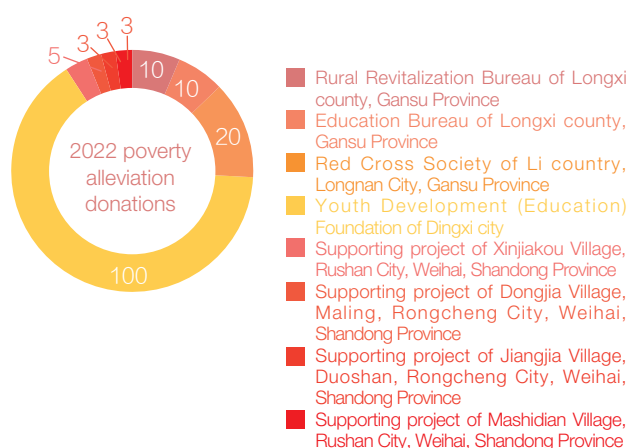 3
3
3
5
10
10
20
100
2022 poverty
alleviation
donations
Rural Revitalization Bureau of Longxi
county, Gansu Province
Education Bureau of Longxi county,
Gansu Province
Red Cross Society of Li country,
Longnan City, Gansu Province
Youth Development (Education)
Foundation of Dingxi city
Supporting project of Xinjiakou Village,
Rushan City, Weihai, Shandong Province
Supporting project of Dongjia Village,
Maling, Rongcheng City, Weihai,
Shandong Province
Supporting project of Jiangjia Village,
Duoshan, Rongcheng City, Weihai,
Shandong Province
Supporting project of Mashidian Village,
Rushan City, Weihai, Shandong Province